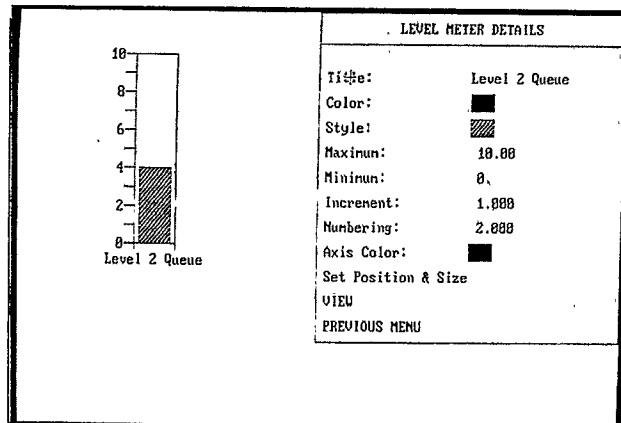 10
8
6
4
2
0
Level 2 Queue
LEVEL METER DETAILS
Title: Level 2 Queue
Color:
Style:
Maximum: 10.00
Minimum: 0.
Increment: 1.000
Numbering: 2.000
Axis Color:
Set Position & Size
VIEW
PREVIOUS MENU